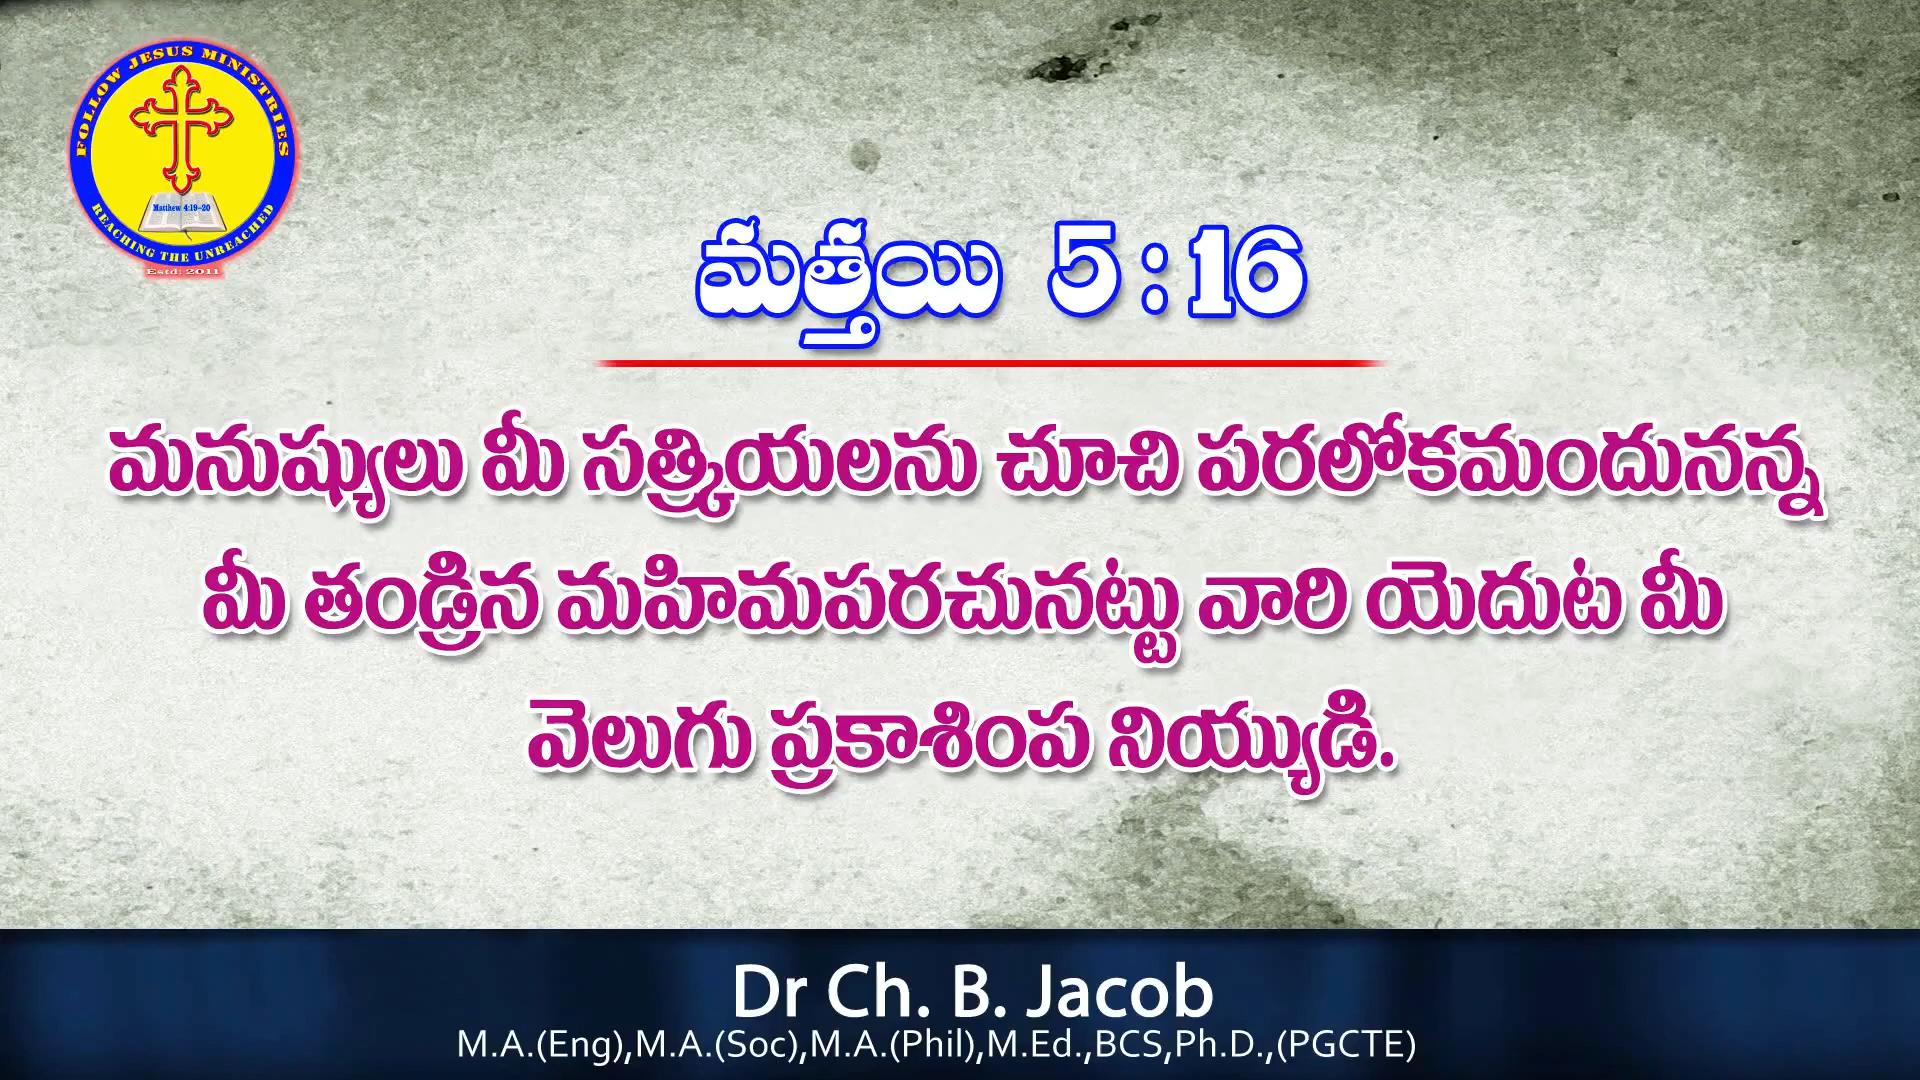 FOLLOW JESUS MINISTRIES
Matthew 4:19-20
REACHING THE UNREACHED
Estd: 2011
మత్తయి 5:16
మనుష్యులు మీ సత్క్రియలను చూచి పరలోకమందునన్న
మీ తండ్రిన మహిమపరచునట్టు వారి యెదుట మీ
వెలుగు ప్రకాశింప నియ్యుడి.
Dr Ch. B. Jacob
M.A.(Eng),M.A.(Soc),M.A.(Phil),M.Ed.,BCS,Ph.D.,(PGCTE)